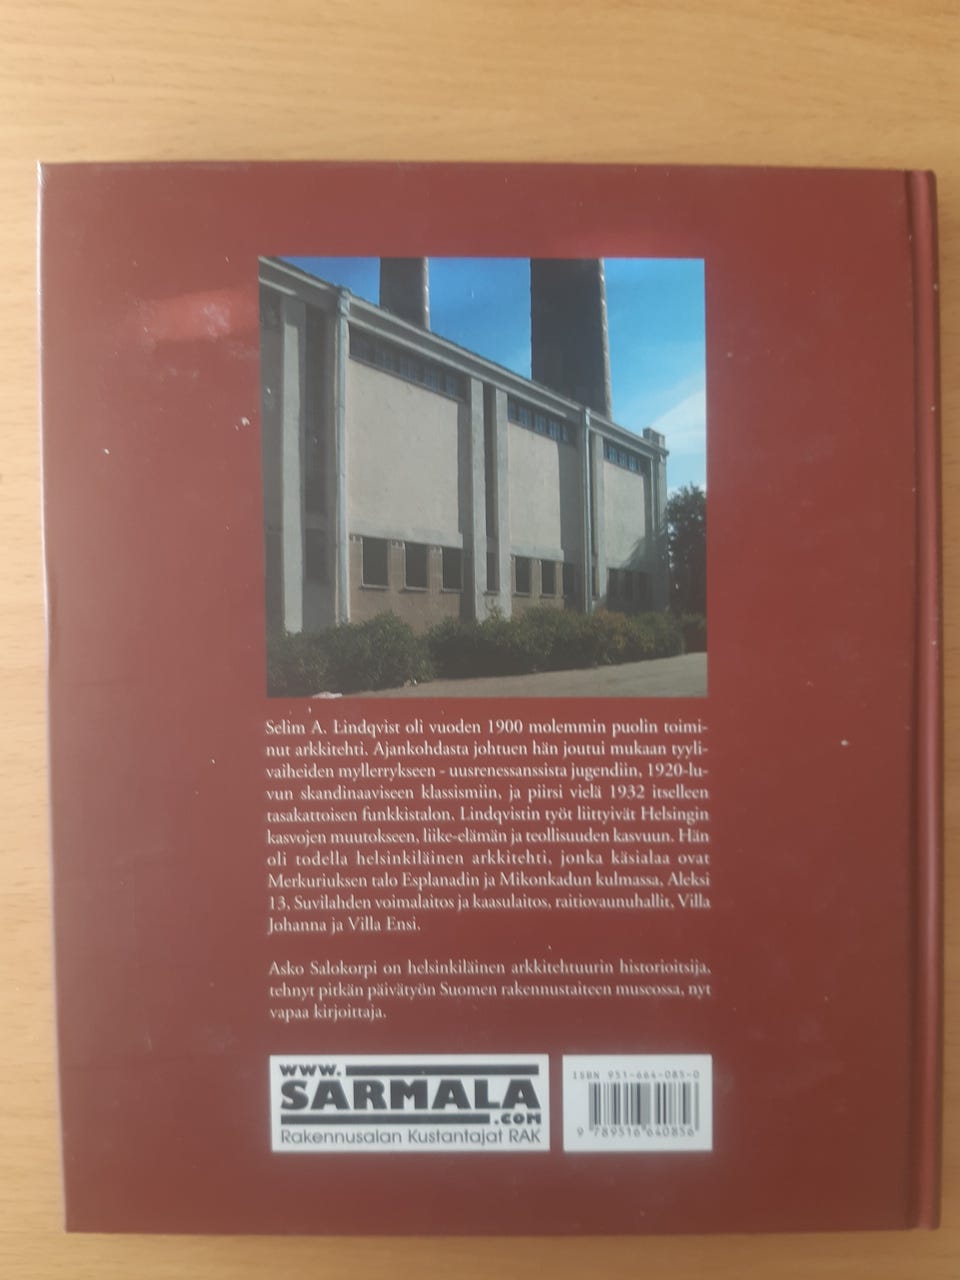 Selim A. Lindqvist oli vuoden 1900 molemmin puolin toimi-
nut arkkitehti. Ajankohdasta johtuen hän joutui mukaan tyyli-
vaiheiden myllerrykseen - uusrenessanssista jugendiin, 1920-lu-
vun skandinaaviseen klassismiin, ja piirsi vielä 1932 itselleen
tasakattoisen funkkistalon. Lindqvistin työt liittyivät Helsingin
kasvojen muutokseen, liike-elämän ja teollisuuden kasvuun. Hän
oli todella helsinkiläinen arkkitehti, jonka käsialaa ovat
Merkuriuksen talo Esplanadin ja Mikonkadun kulmassa, Aleksi
13, Suvilahden voimalaitos ja kaasulaitos, raitiovaunuhallit, Villa
Johanna ja Villa Ensi.
Asko Salokorpi on helsinkiläinen arkkitehtuurin historioitsija,
tehnyt pitkän päivätyön Suomen rakennustaiteen museossa, nyt
vapaa kirjoittaja.
WWW.
SARMALA
.COM
Rakennusalan Kustantajat RAK
ISBN 951-664-085-0
9 789516 640856